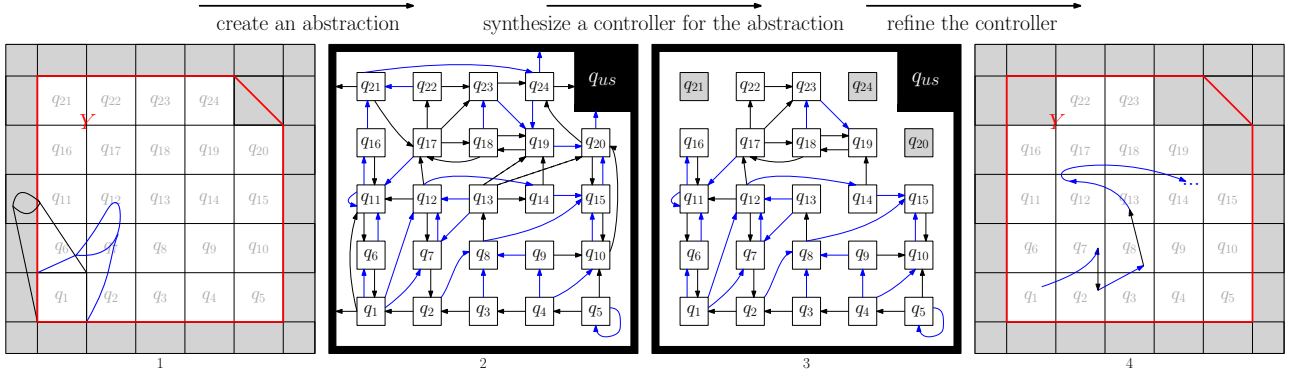 create an abstraction synthesize a controller for the abstraction refine the controller
q21 q22 q23 q24
Y
q16 q17 q18 q19 q20
q11 q12 q13 q14 q15
q6 q7 q8 q9 q10
q1 q2 q3 q4 q5
1
qus
q21 q22 q23 q24
q16 q17 q18 q19 q20
q11 q12 q13 q14 q15
q6 q7 q8 q9 q10
q1 q2 q3 q4 q5
2
qus
q21 q22 q23 q24
q16 q17 q18 q19 q20
q11 q12 q13 q14 q15
q6 q7 q8 q9 q10
q1 q2 q3 q4 q5
3
q22 q23
Y
q16 q17 q18 q19
...
q11 q12 q13 q14 q15
q6 q7 q8 q9 q10
q1 q2 q3 q4 q5
4